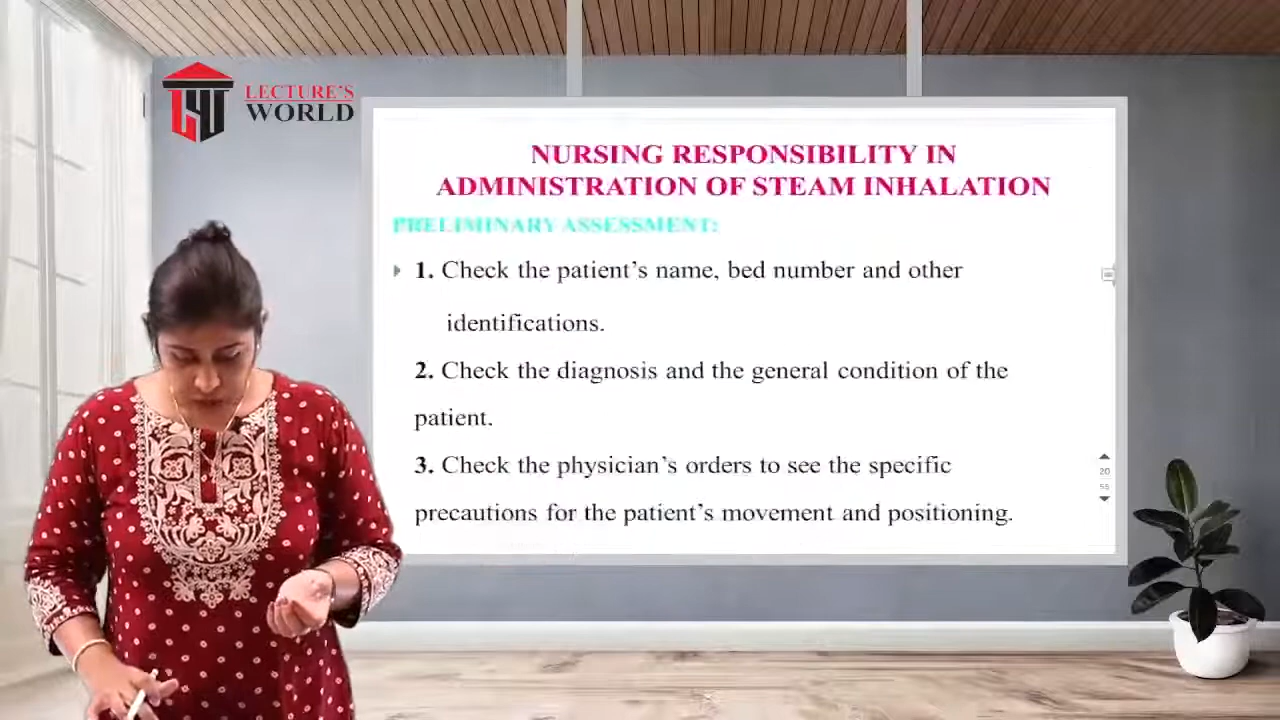 LECTURE'S
WORLD
NURSING RESPONSIBILITY IN
ADMINISTRATION OF STEAM INHALATION
PRELIMINARY ASSESSMENT:
1. Check the patient's name, bed number and other
identifications.
2. Check the diagnosis and the general condition of the
patient.
3. Check the physician's orders to see the specific
precautions for the patient's movement and positioning.
20
55